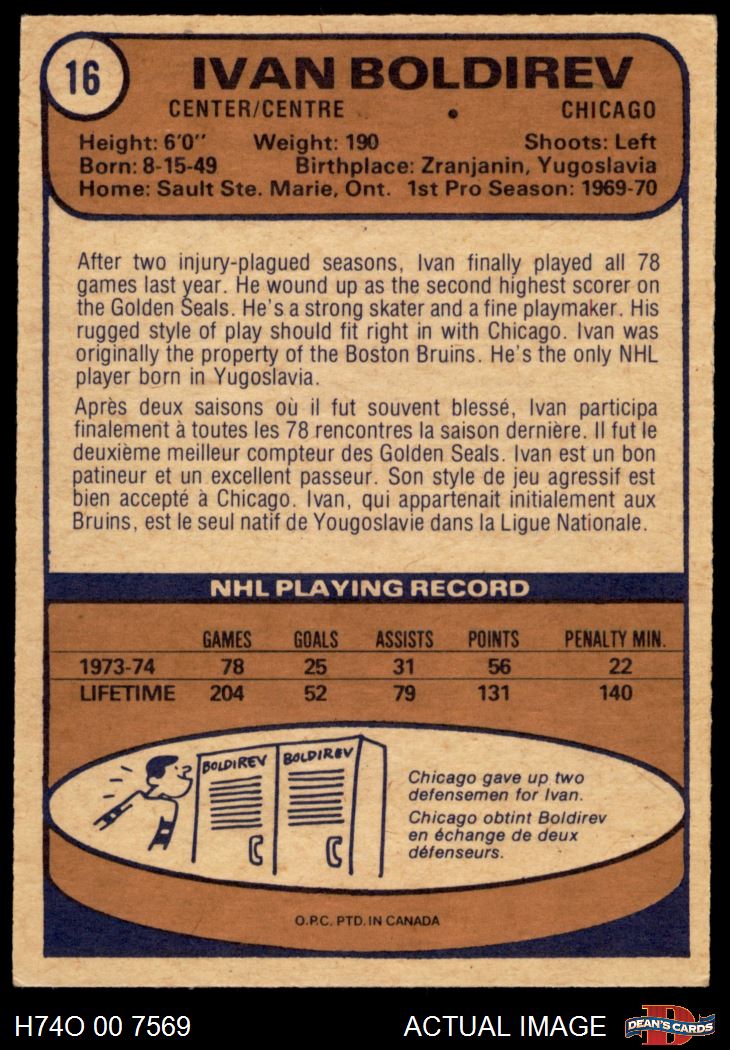 16
IVAN BOLDIREV
CENTER/CENTRE • CHICAGO
Height: 6'0" Weight: 190 Shoots: Left
Born: 8-15-49 Birthplace: Zranjanin, Yugoslavia
Home: Sault Ste. Marie, Ont. 1st Pro Season: 1969-70
After two injury-plagued seasons, Ivan finally played all 78
games last year. He wound up as the second highest scorer on
the Golden Seals. He's a strong skater and a fine playmaker. His
rugged style of play should fit right in with Chicago. Ivan was
originally the property of the Boston Bruins. He's the only NHL
player born in Yugoslavia.
Après deux saisons où il fut souvent blessé, Ivan participa
finalement à toutes les 78 rencontres la saison dernière. Il fut le
deuxième meilleur compteur des Golden Seals. Ivan est un bon
patineur et un excellent passeur. Son style de jeu agressif est
bien accepté à Chicago. Ivan, qui appartenait initialement aux
Bruins, est le seul natif de Yougoslavie dans la Ligue Nationale.
NHL PLAYING RECORD
GAMES GOALS ASSISTS POINTS PENALTY MIN.
1973-74 78 25 31 56 22
LIFETIME 204 52 79 131 140
BOLDIREV BOLDIREV
Chicago gave up two
defensemen for Ivan.
Chicago obtint Boldirev
en échange de deux
défenseurs.
O.P.C. PTD. IN CANADA
H74O 00 7569 ACTUAL IMAGE
D
DEAN'S CARDS